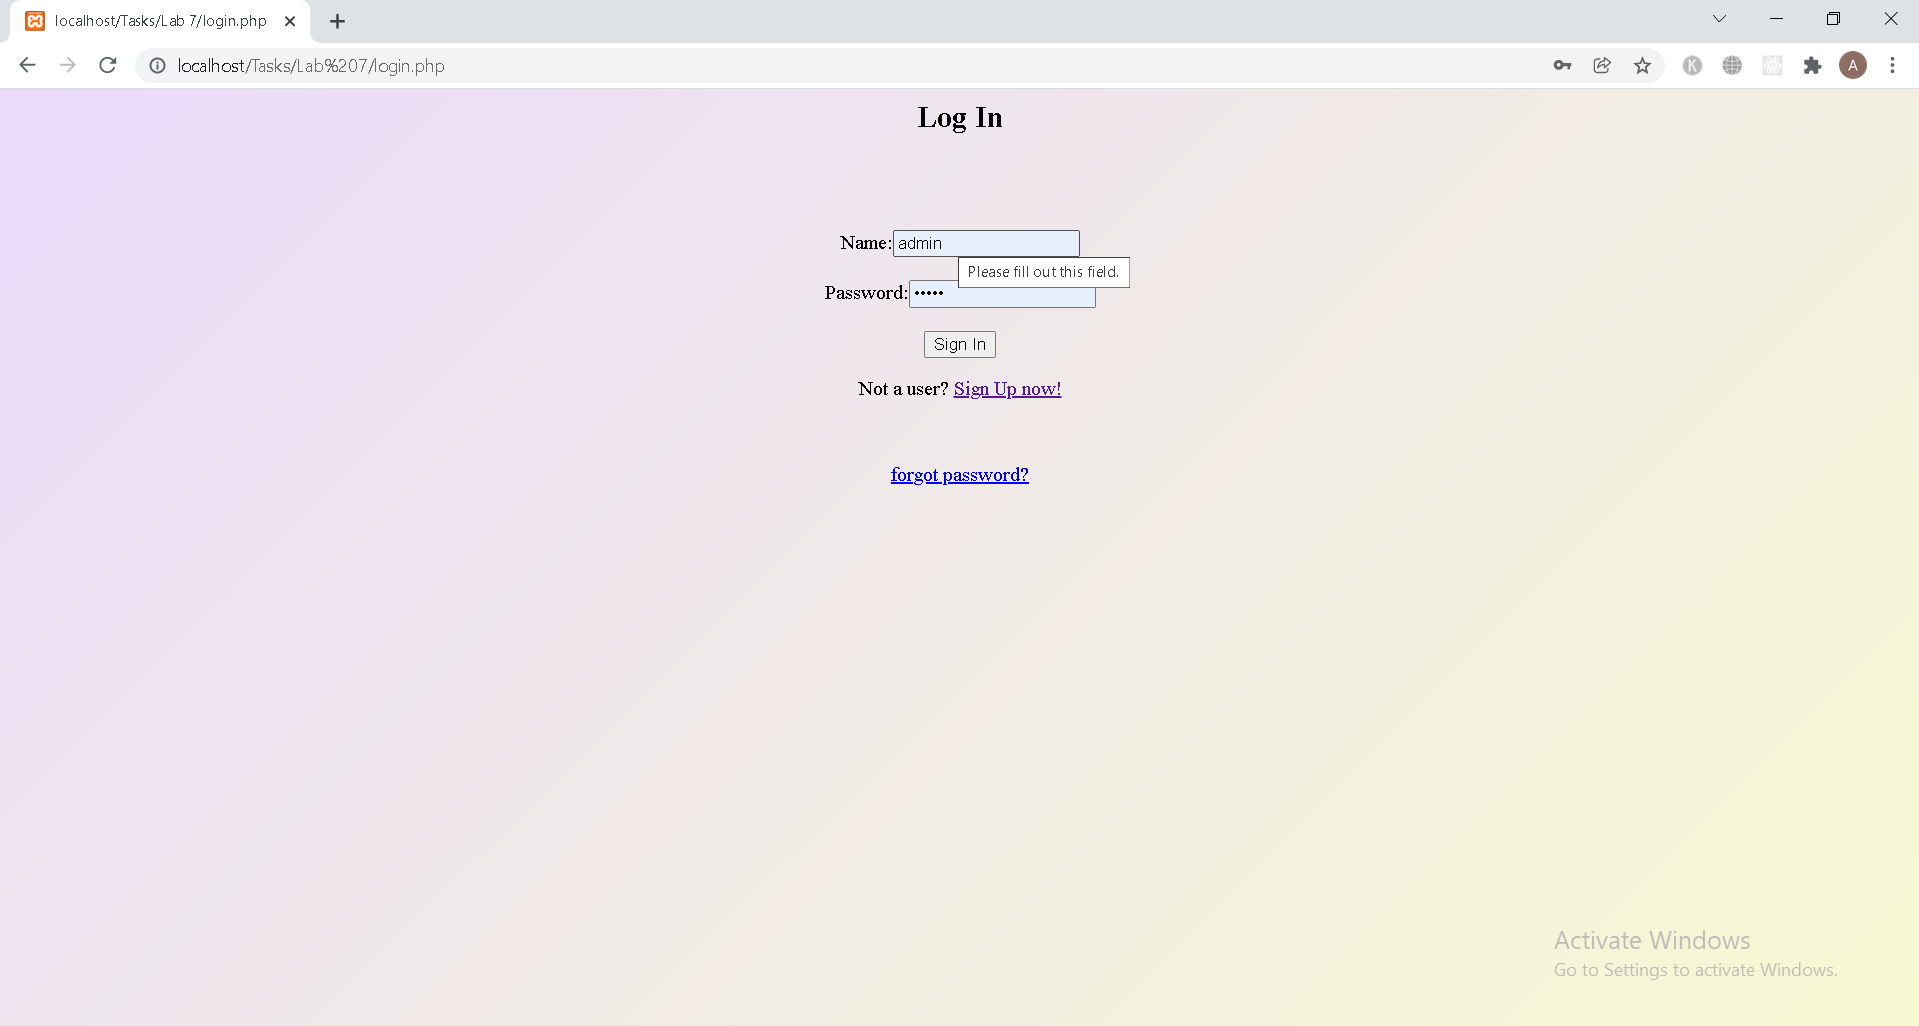 localhost/Tasks/Lab 7/login.php
localhost/Tasks/Lab%207/login.php
K
A
Log In
Name: admin
Please fill out this field.
Password: •••••
Sign In
Not a user? Sign Up now!
forgot password?
Activate Windows
Go to Settings to activate Windows.